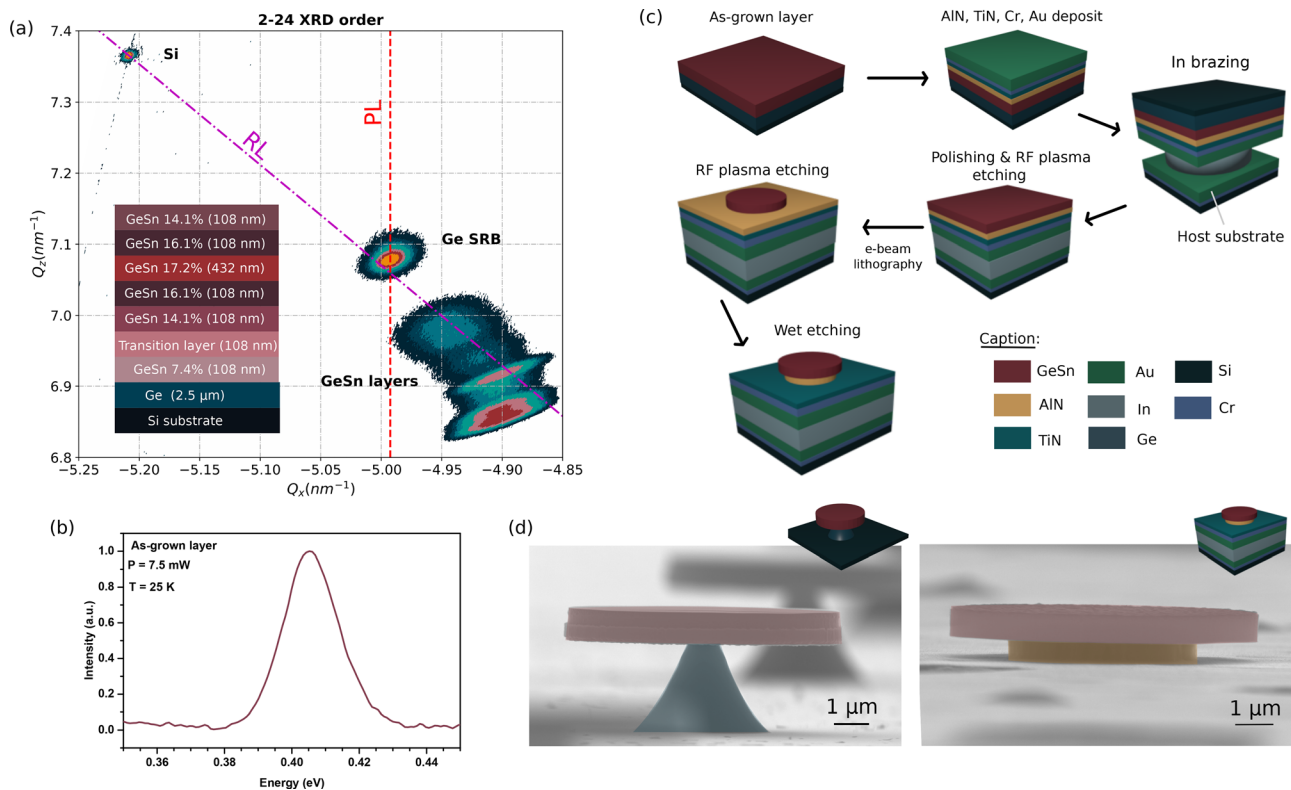 (a)
2-24 XRD order
7.4
7.3
7.2
7.1
7.0
6.9
6.8
Q_z(nm⁻¹)
Si
RL
PL
Ge SRB
GeSn layers
GeSn 14.1% (108 nm)
GeSn 16.1% (108 nm)
GeSn 17.2% (432 nm)
GeSn 16.1% (108 nm)
GeSn 14.1% (108 nm)
Transition layer (108 nm)
GeSn 7.4% (108 nm)
Ge (2.5 μm)
Si substrate
−5.25 −5.20 −5.15 −5.10 −5.05 −5.00 −4.95 −4.90 −4.85
Q_x(nm⁻¹)
(b)
As-grown layer
P = 7.5 mW
T = 25 K
1.0
0.8
0.6
0.4
0.2
0.0
Intensity (a.u.)
0.36 0.38 0.40 0.42 0.44
Energy (eV)
(c)
As-grown layer
AlN, TiN, Cr, Au deposit
In brazing
Host substrate
Polishing & RF plasma
etching
e-beam
lithography
RF plasma etching
Wet etching
Caption:
GeSn
Au
Si
AlN
In
Cr
TiN
Ge
(d)
1 μm
1 μm